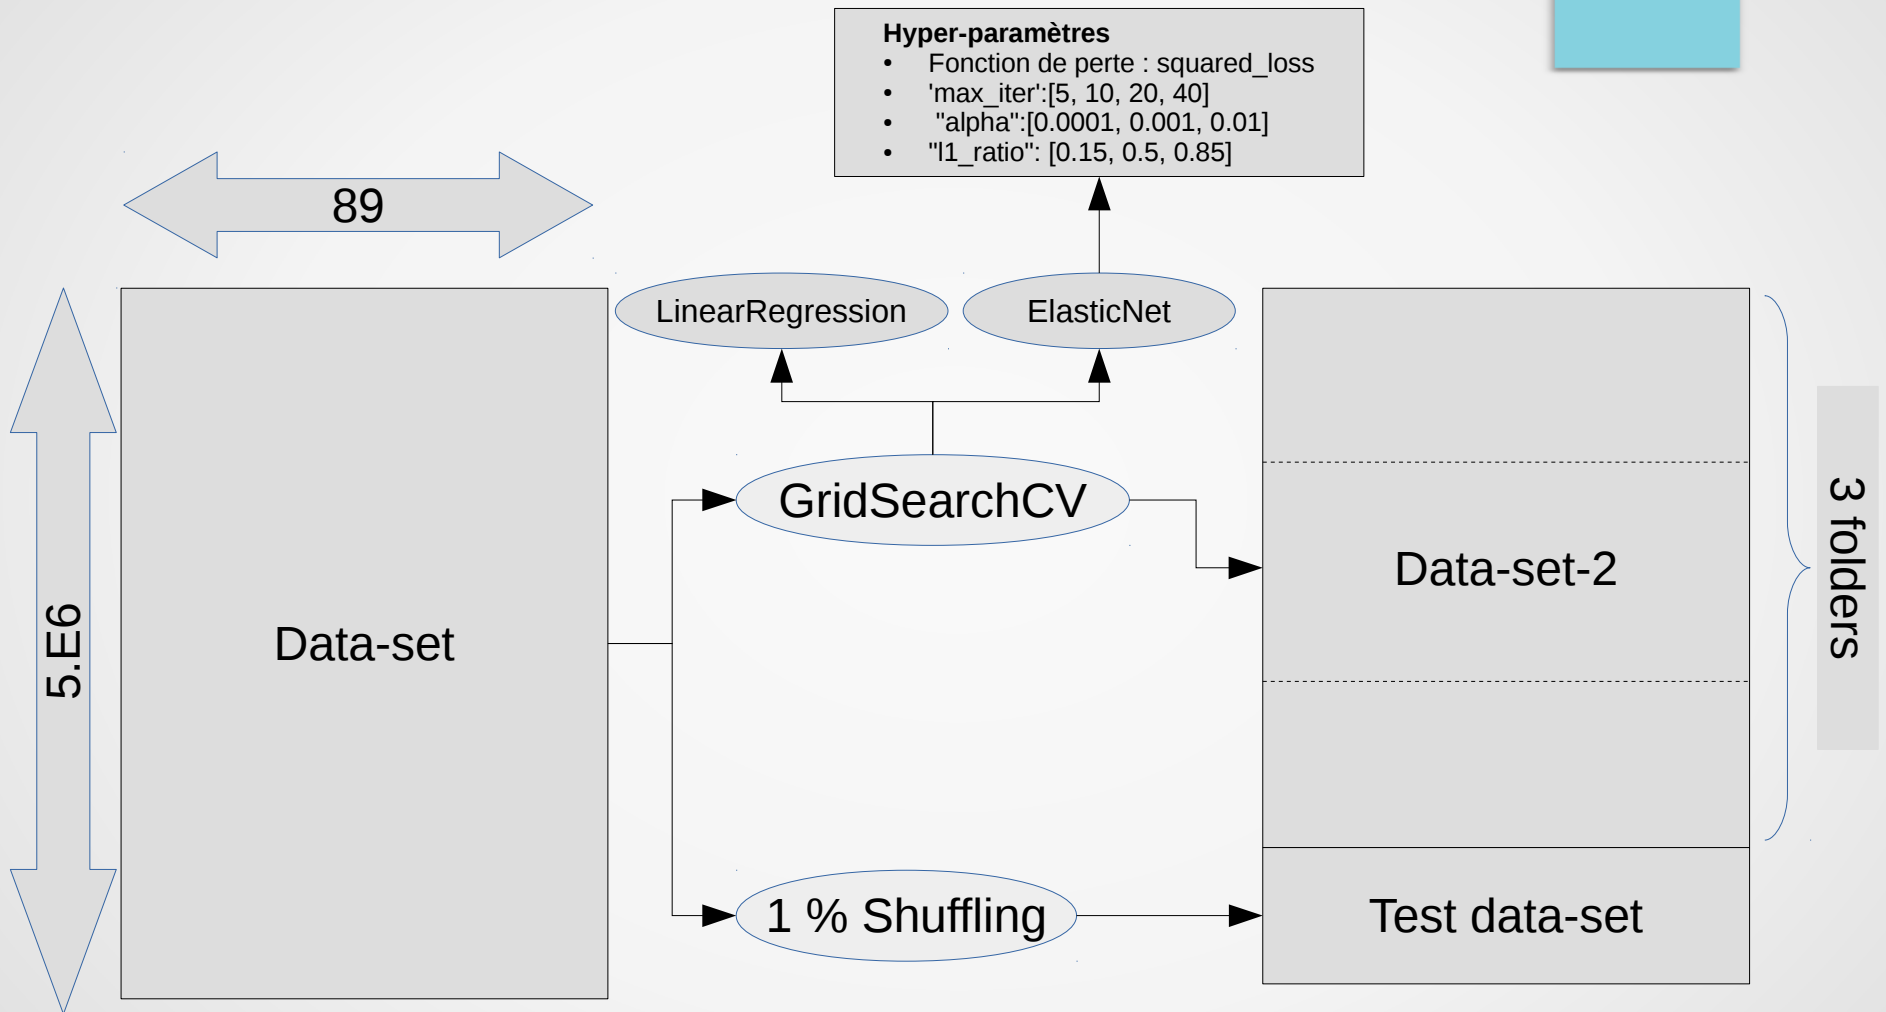 Hyper-paramètres
• Fonction de perte : squared_loss
• 'max_iter':[5, 10, 20, 40]
• "alpha":[0.0001, 0.001, 0.01]
• "l1_ratio": [0.15, 0.5, 0.85]
89
LinearRegression
ElasticNet
GridSearchCV
Data-set-2
3 folders
5.E6
Data-set
1 % Shuffling
Test data-set